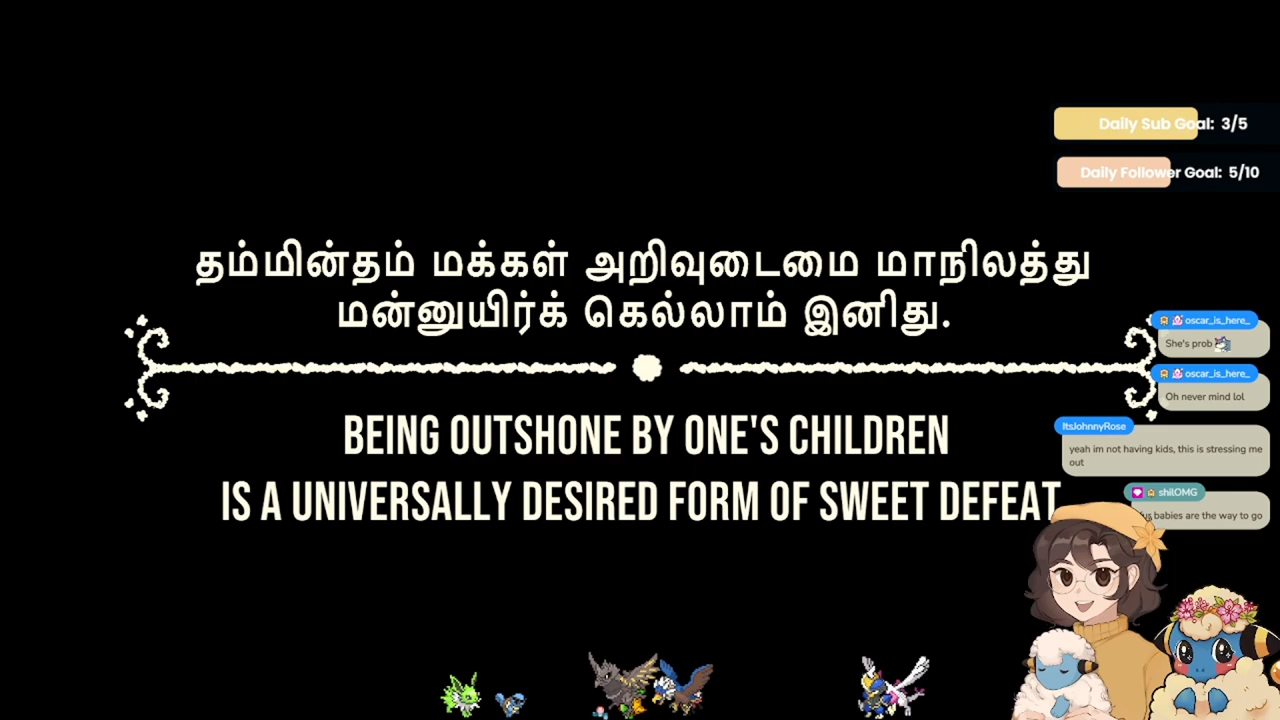 Daily Sub Goal: 3/5
Daily Follower Goal: 5/10
தம்மின்தம் மக்கள் அறிவுடைமை மாநிலத்து
மன்னுயிர்க் கெல்லாம் இனிது.
BEING OUTSHONE BY ONE'S CHILDREN
IS A UNIVERSALLY DESIRED FORM OF SWEET DEFEAT
oscar_is_here_
She's prob
oscar_is_here_
Oh never mind lol
ItsJohnnyRose
yeah im not having kids, this is stressing me
out
shilOMG
babies are the way to go